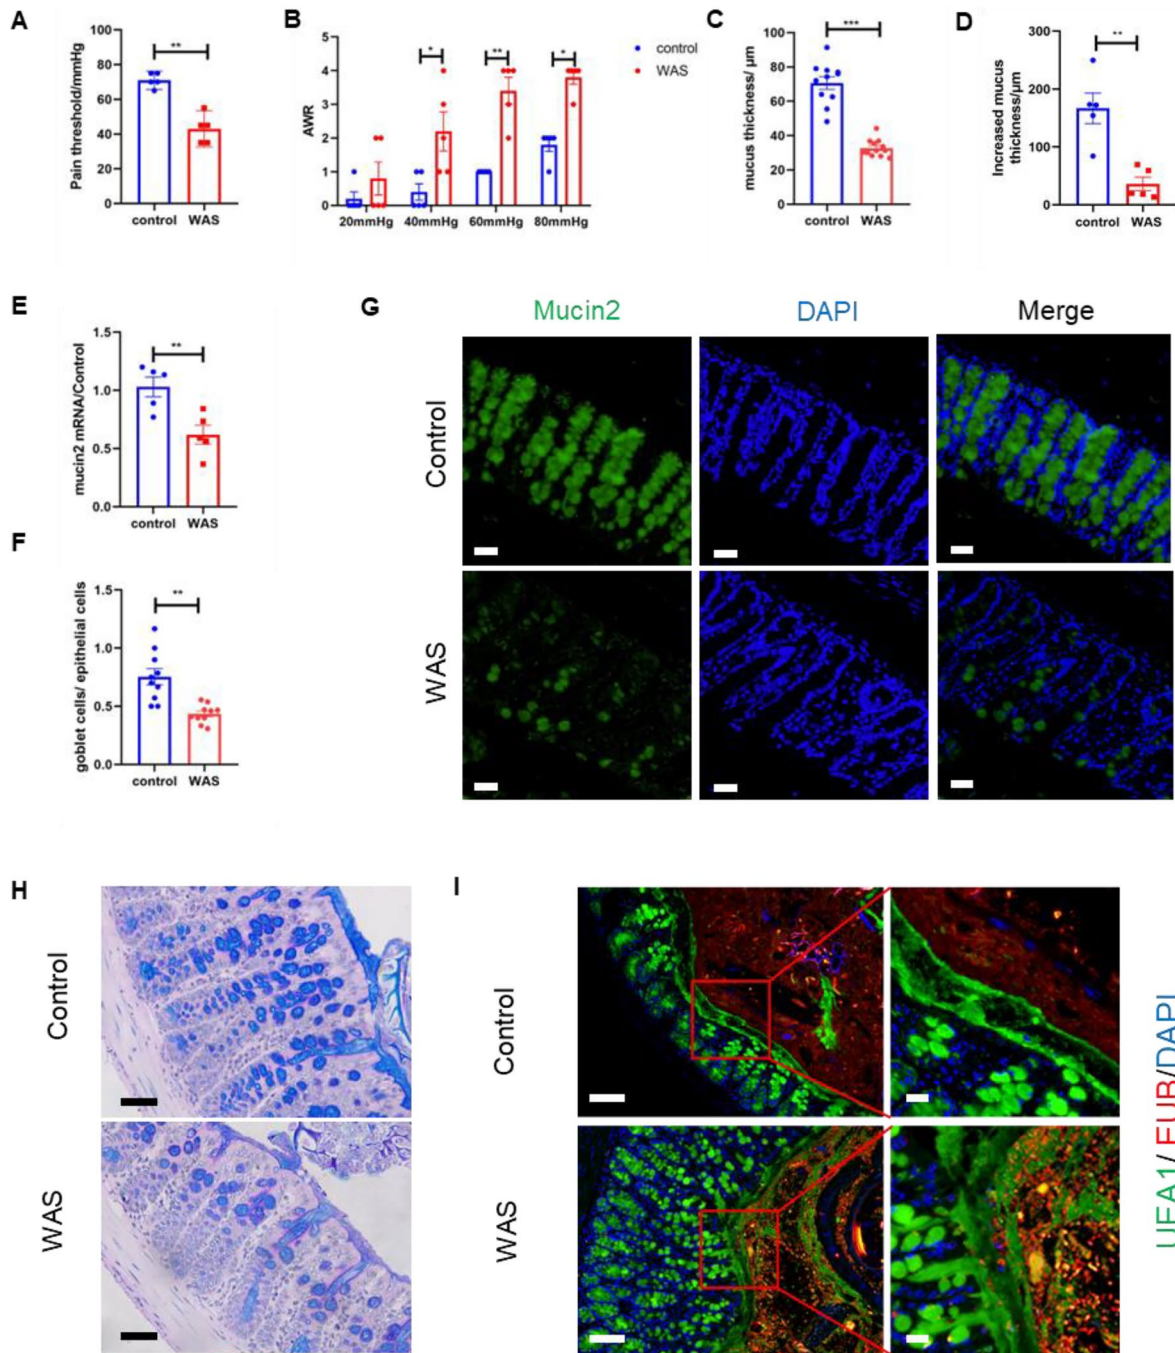 A
Pain threshold/mmHg
100
80
60
40
20
0
**
control
WAS
B
AWR
5
4
3
2
1
0
*
**
*
20mmHg
40mmHg
60mmHg
80mmHg
control
WAS
C
mucus thickness/ μm
100
80
60
40
20
0
***
control
WAS
D
Increased mucus
thickness/μm
300
200
100
0
**
control
WAS
E
mucin2 mRNA/Control
1.5
1.0
0.5
0.0
**
control
WAS
F
goblet cells/ epithelial cells
1.5
1.0
0.5
0.0
**
control
WAS
G
Mucin2
DAPI
Merge
Control
WAS
H
Control
WAS
I
Control
WAS
UEA1/ EUB/DAPI